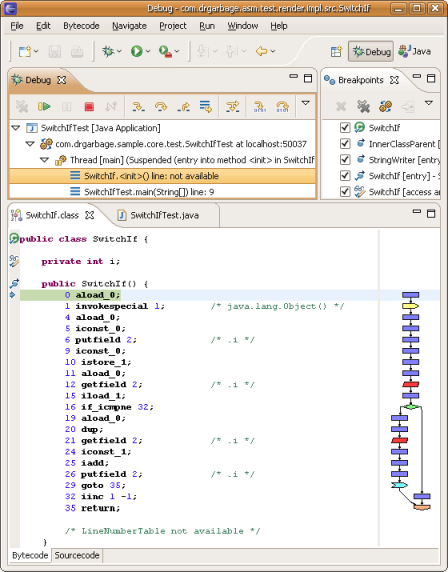 Debug - com.drgarbage.asm.test.render.impl.src.SwitchIf
File Edit Bytecode Navigate Search Project Run Window Help
Debug Java
Debug
SwitchIfTest [Java Application]
com.drgarbage.sample.core.test.SwitchIfTest at localhost:50037
Thread [main] (Suspended (entry into method <init> in SwitchIf
SwitchIf.<init>() line: not available
SwitchIfTest.main(String[]) line: 9
Breakpoints
SwitchIf
InnerClassParent [
StringWriter [entry
SwitchIf [entry] - S
SwitchIf [access an
SwitchIf.class SwitchIfTest.java
public class SwitchIf {
private int i;
public SwitchIf() {
0 aload_0;
1 invokespecial 1; /* java.lang.Object() */
4 aload_0;
5 iconst_0;
6 putfield 2; /* .i */
9 iconst_0;
10 istore_1;
11 aload_0;
12 getfield 2; /* .i */
15 iload_1;
16 if_icmpne 32;
19 aload_0;
20 dup;
21 getfield 2; /* .i */
24 iconst_1;
25 iadd;
26 putfield 2; /* .i */
29 goto 35;
32 iinc 1 -1;
35 return;
/* LineNumberTable not available */
}
Bytecode Sourcecode